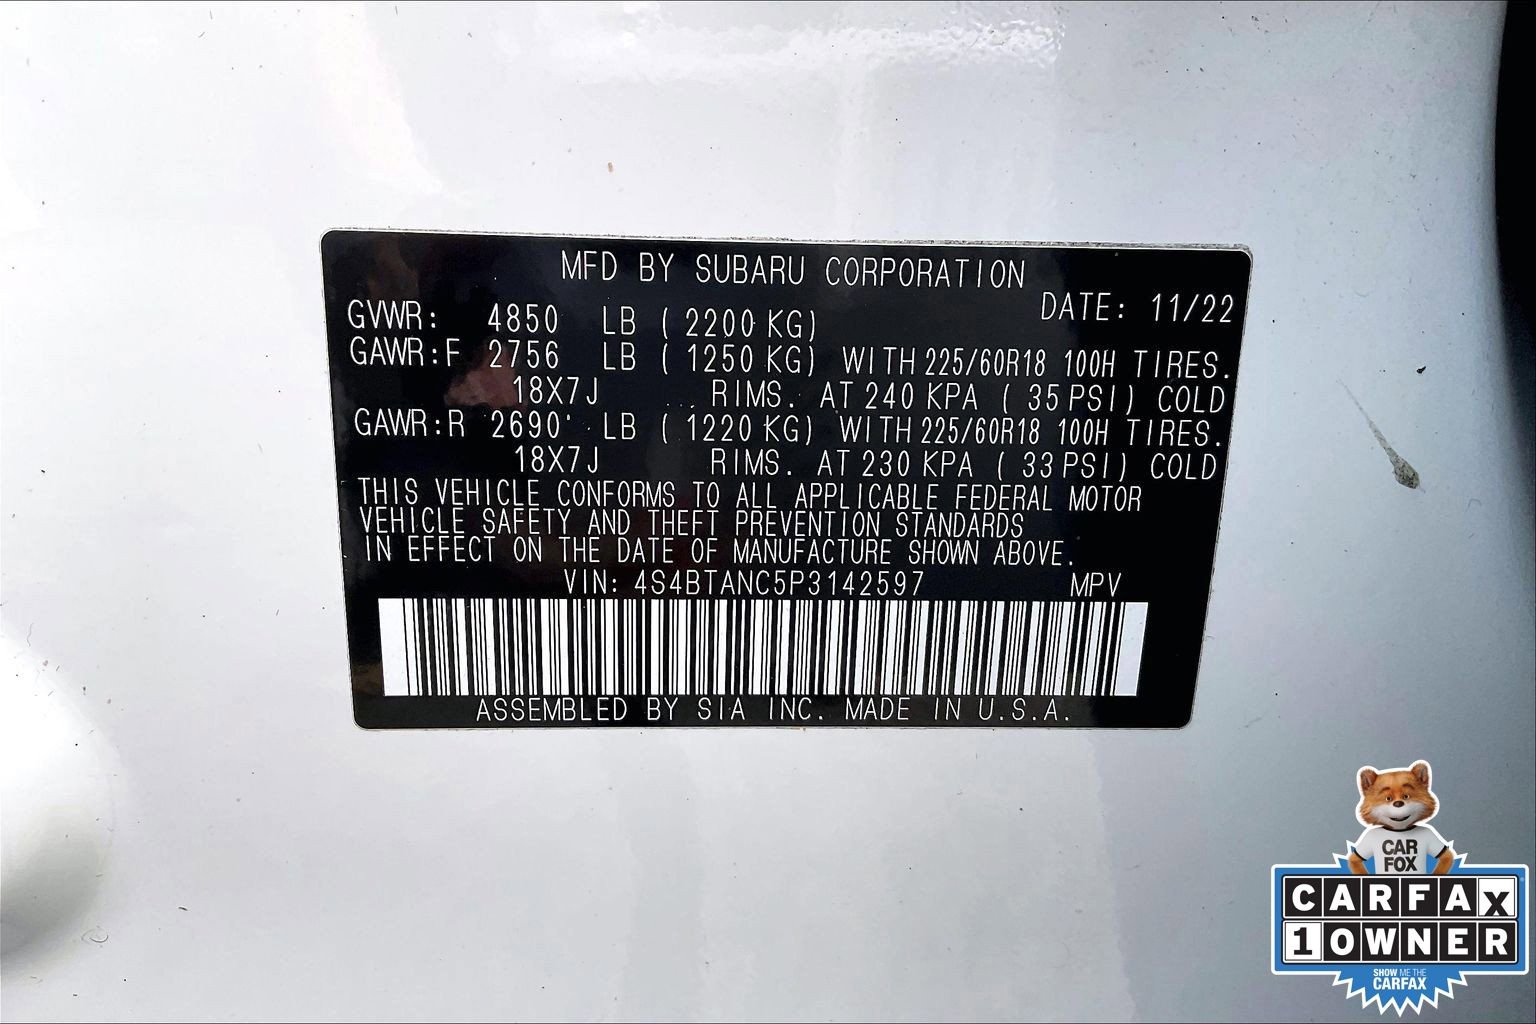 MFD BY SUBARU CORPORATION
DATE: 11/22
GVWR: 4850 LB ( 2200 KG)
GAWR:F 2756 LB ( 1250 KG) WITH 225/60R18 100H TIRES.
18X7J RIMS. AT 240 KPA ( 35 PSI) COLD
GAWR:R 2690 LB ( 1220 KG) WITH 225/60R18 100H TIRES.
18X7J RIMS. AT 230 KPA ( 33 PSI) COLD
THIS VEHICLE CONFORMS TO ALL APPLICABLE FEDERAL MOTOR
VEHICLE SAFETY AND THEFT PREVENTION STANDARDS
IN EFFECT ON THE DATE OF MANUFACTURE SHOWN ABOVE.
VIN: 4S4BTANC5P3142597 MPV
ASSEMBLED BY SIA INC. MADE IN U.S.A.
CAR
FOX
CARFAX
1 OWNER
SHOW ME THE
CARFAX